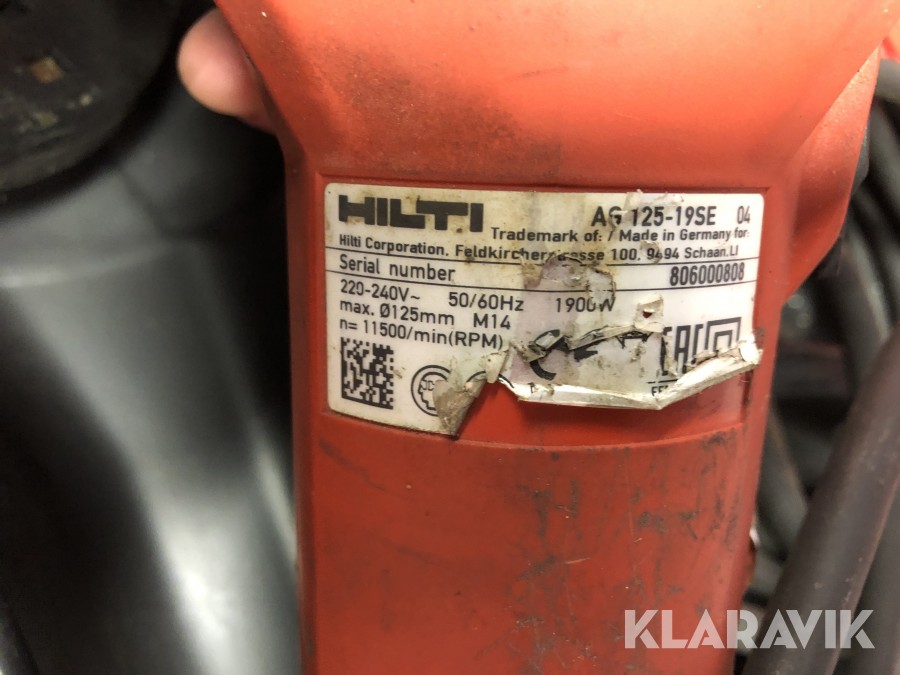 HILTI AG 125-19SE 04
Trademark of: / Made in Germany for:
Hilti Corporation, Feldkircherstrasse 100, 9494 Schaan.LI
Serial number 806000808
220-240V~ 50/60Hz 1900W
max. Ø125mm M14
n= 11500/min(RPM)
EAC
KLARAVIK